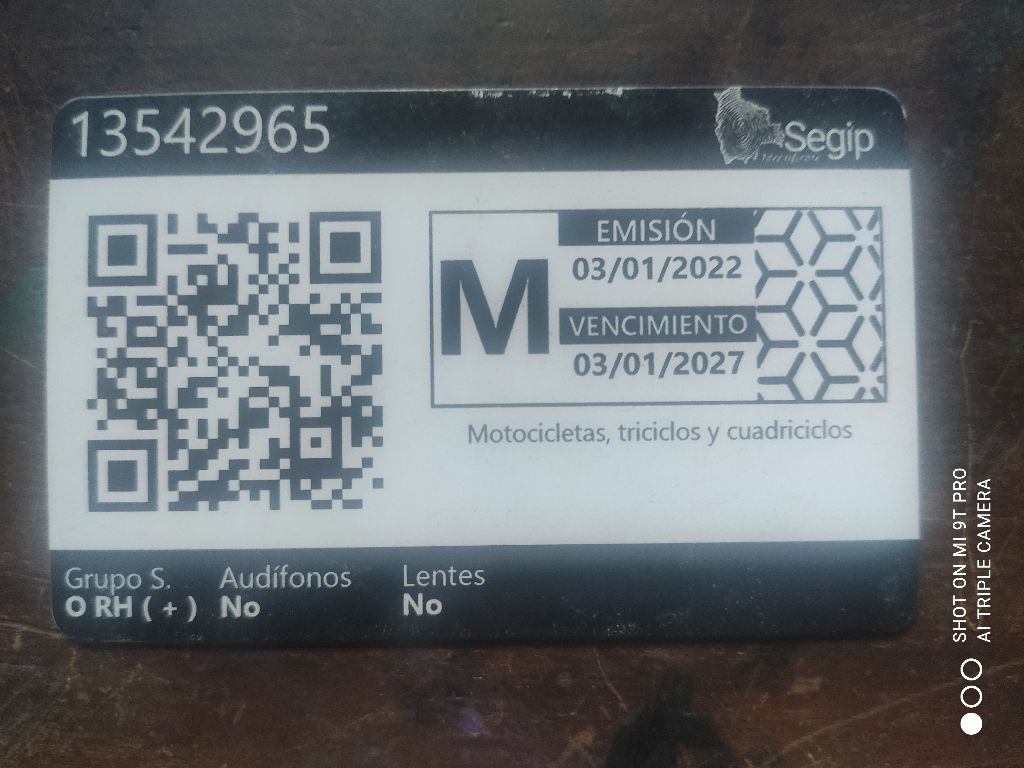 13542965
Segip
EMISIÓN
03/01/2022
M
VENCIMIENTO
03/01/2027
Motocicletas, triciclos y cuadriciclos
Grupo S. Audífonos Lentes
O RH ( + ) No No
SHOT ON MI 9T PRO
AI TRIPLE CAMERA